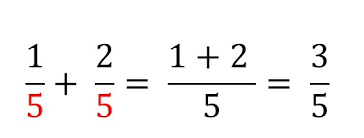 1/5 + 2/5 = (1 + 2)/5 = 3/5